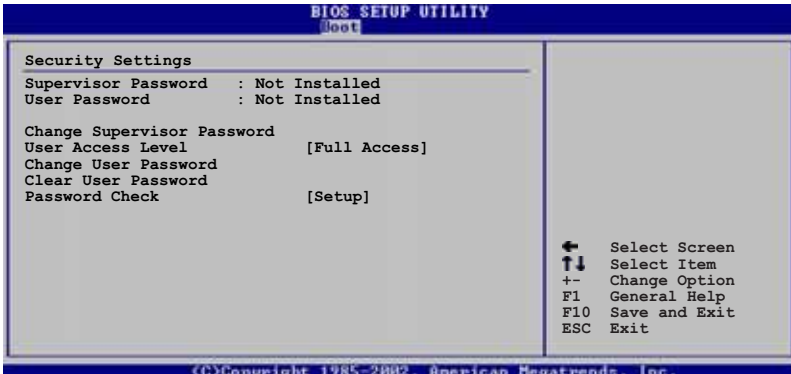 BIOS SETUP UTILITY
Boot
Security Settings
Supervisor Password : Not Installed
User Password : Not Installed
Change Supervisor Password
User Access Level [Full Access]
Change User Password
Clear User Password
Password Check [Setup]
← Select Screen
↑↓ Select Item
+- Change Option
F1 General Help
F10 Save and Exit
ESC Exit
(C)Copyright 1985-2002, American Megatrends, Inc.